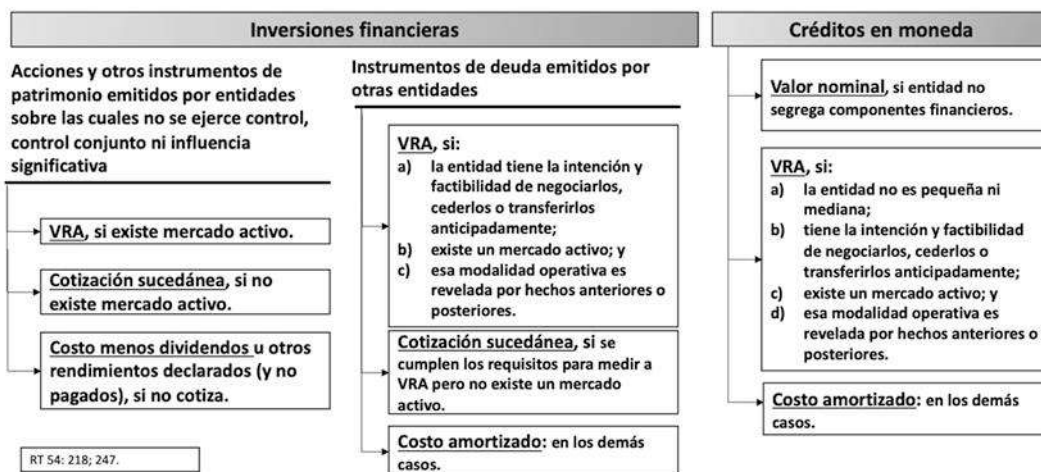 Inversiones financieras
Acciones y otros instrumentos de
patrimonio emitidos por entidades
sobre las cuales no se ejerce control,
control conjunto ni influencia
significativa
VRA, si existe mercado activo.
Cotización sucedánea, si no
existe mercado activo.
Costo menos dividendos u otros
rendimientos declarados (y no
pagados), si no cotiza.
RT 54: 218; 247.
Instrumentos de deuda emitidos por
otras entidades
VRA, si:
a) la entidad tiene la intención y
factibilidad de negociarlos,
cederlos o transferirlos
anticipadamente;
b) existe un mercado activo; y
c) esa modalidad operativa es
revelada por hechos anteriores o
posteriores.
Cotización sucedánea, si se
cumplen los requisitos para medir a
VRA pero no existe un mercado
activo.
Costo amortizado: en los demás
casos.
Créditos en moneda
Valor nominal, si entidad no
segrega componentes financieros.
VRA, si:
a) la entidad no es pequeña ni
mediana;
b) tiene la intención y factibilidad
de negociarlos, cederlos o
transferirlos anticipadamente;
c) existe un mercado activo; y
d) esa modalidad operativa es
revelada por hechos anteriores o
posteriores.
Costo amortizado: en los demás
casos.